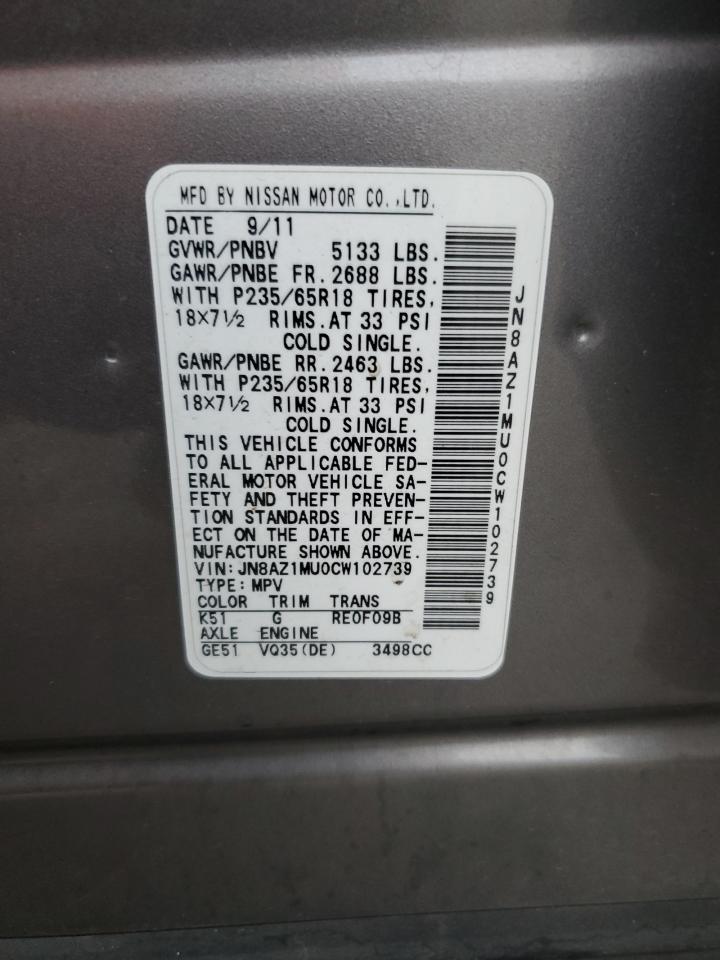 MFD BY NISSAN MOTOR CO.,LTD.
DATE 9/11
GVWR/PNBV 5133 LBS.
GAWR/PNBE FR. 2688 LBS.
WITH P235/65R18 TIRES,
18×7½ RIMS.AT 33 PSI
COLD SINGLE.
GAWR/PNBE RR. 2463 LBS.
WITH P235/65R18 TIRES,
18×7½ RIMS.AT 33 PSI
COLD SINGLE.
THIS VEHICLE CONFORMS
TO ALL APPLICABLE FED-
ERAL MOTOR VEHICLE SA-
FETY AND THEFT PREVEN-
TION STANDARDS IN EFF-
ECT ON THE DATE OF MA-
NUFACTURE SHOWN ABOVE.
VIN:JN8AZ1MU0CW102739
TYPE:MPV
COLOR TRIM TRANS
K51 G RE0F09B
AXLE ENGINE
GE51 VQ35(DE) 3498CC
JN8AZ1MU0CW102739